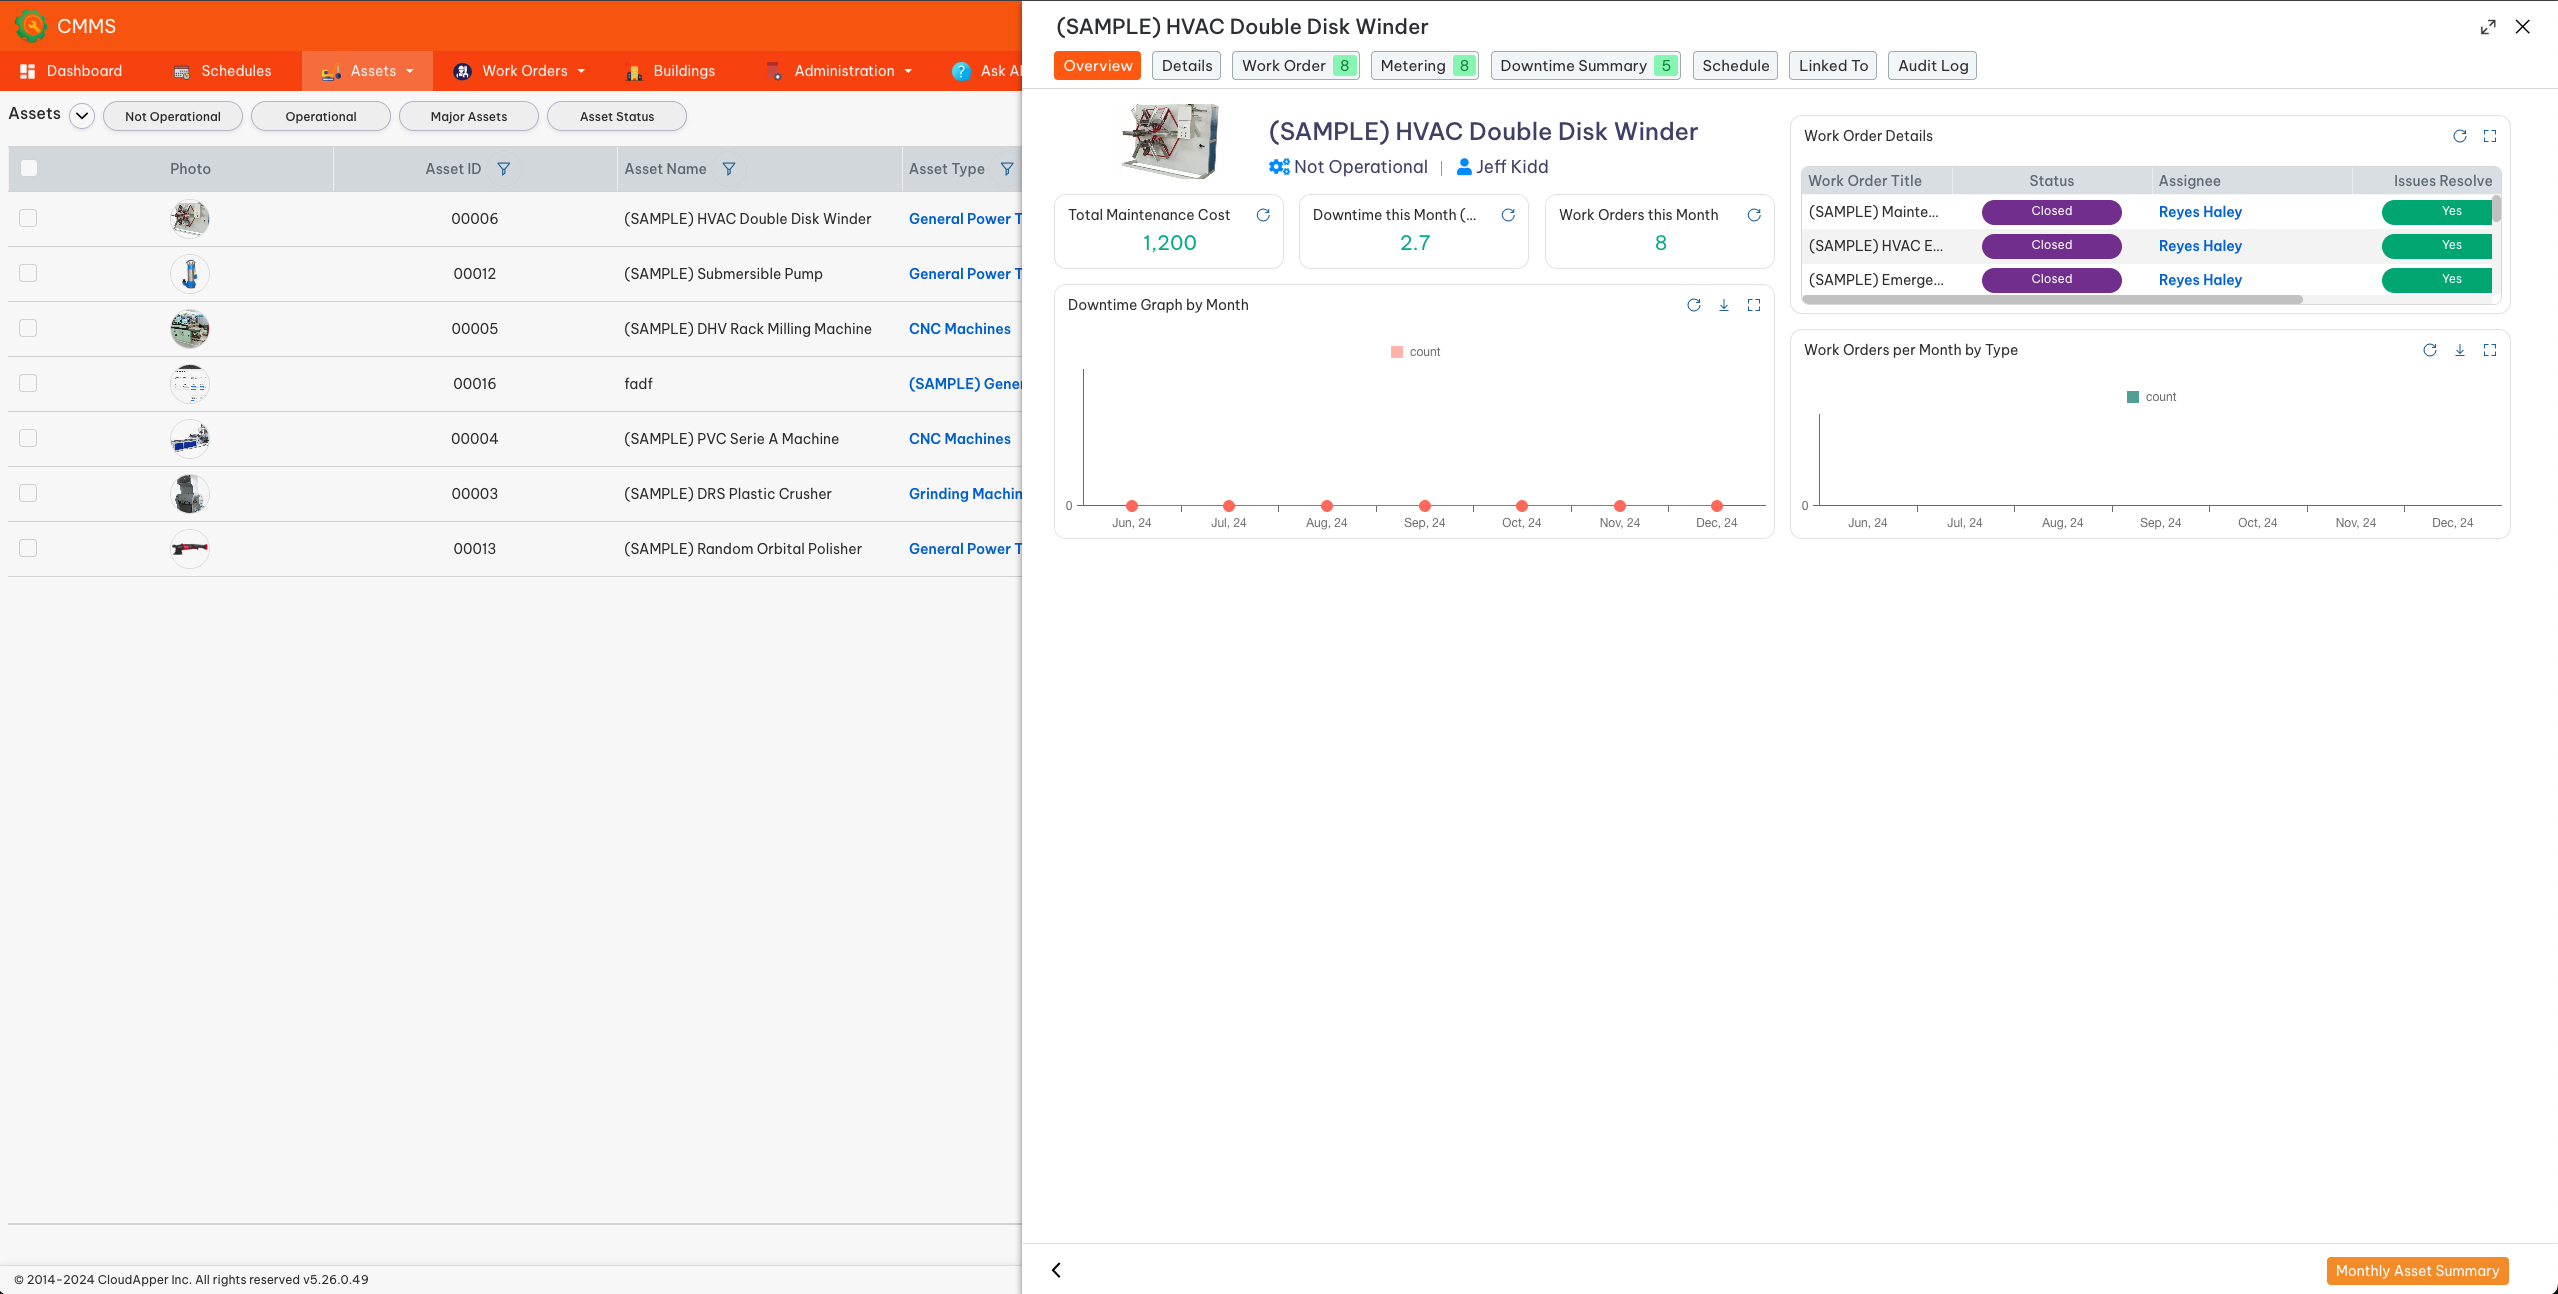 CMMS
Dashboard
Schedules
Assets
Work Orders
Buildings
Administration
Ask AI
Assets
Not Operational
Operational
Major Assets
Asset Status
Photo
Asset ID
Asset Name
Asset Type
00006
(SAMPLE) HVAC Double Disk Winder
General Power T
00012
(SAMPLE) Submersible Pump
General Power T
00005
(SAMPLE) DHV Rack Milling Machine
CNC Machines
00016
fadf
(SAMPLE) Gener
00004
(SAMPLE) PVC Serie A Machine
CNC Machines
00003
(SAMPLE) DRS Plastic Crusher
Grinding Machin
00013
(SAMPLE) Random Orbital Polisher
General Power T
© 2014-2024 CloudApper Inc. All rights reserved v5.26.0.49
(SAMPLE) HVAC Double Disk Winder
Overview
Details
Work Order 8
Metering 8
Downtime Summary 5
Schedule
Linked To
Audit Log
(SAMPLE) HVAC Double Disk Winder
Not Operational | Jeff Kidd
Total Maintenance Cost
1,200
Downtime this Month (...
2.7
Work Orders this Month
8
Downtime Graph by Month
count
0
Jun, 24
Jul, 24
Aug, 24
Sep, 24
Oct, 24
Nov, 24
Dec, 24
Work Order Details
Work Order Title
Status
Assignee
Issues Resolve
(SAMPLE) Mainte...
Closed
Reyes Haley
Yes
(SAMPLE) HVAC E...
Closed
Reyes Haley
Yes
(SAMPLE) Emerge...
Closed
Reyes Haley
Yes
Work Orders per Month by Type
count
0
Jun, 24
Jul, 24
Aug, 24
Sep, 24
Oct, 24
Nov, 24
Dec, 24
Monthly Asset Summary